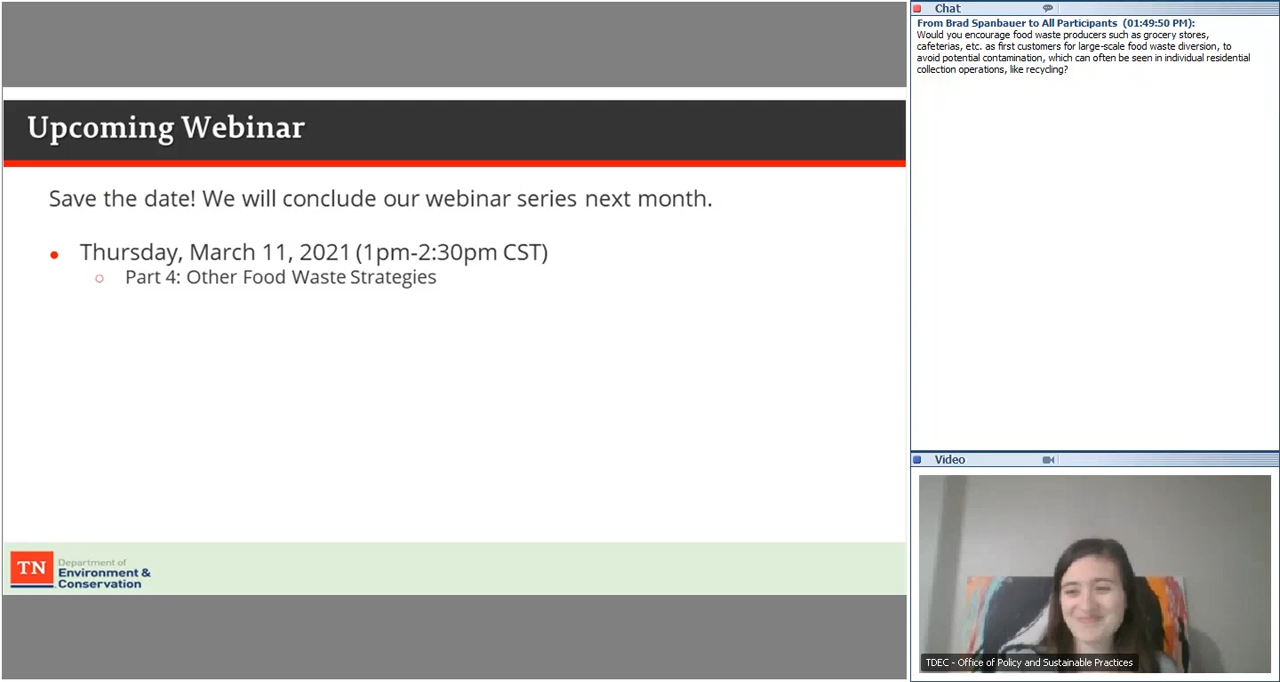 Upcoming Webinar
Save the date! We will conclude our webinar series next month.
• Thursday, March 11, 2021 (1pm-2:30pm CST)
○ Part 4: Other Food Waste Strategies
TN
Department of
Environment &
Conservation
Chat
From Brad Spanbauer to All Participants (01:49:50 PM):
Would you encourage food waste producers such as grocery stores,
cafeterias, etc. as first customers for large-scale food waste diversion, to
avoid potential contamination, which can often be seen in individual residential
collection operations, like recycling?
Video
TDEC - Office of Policy and Sustainable Practices